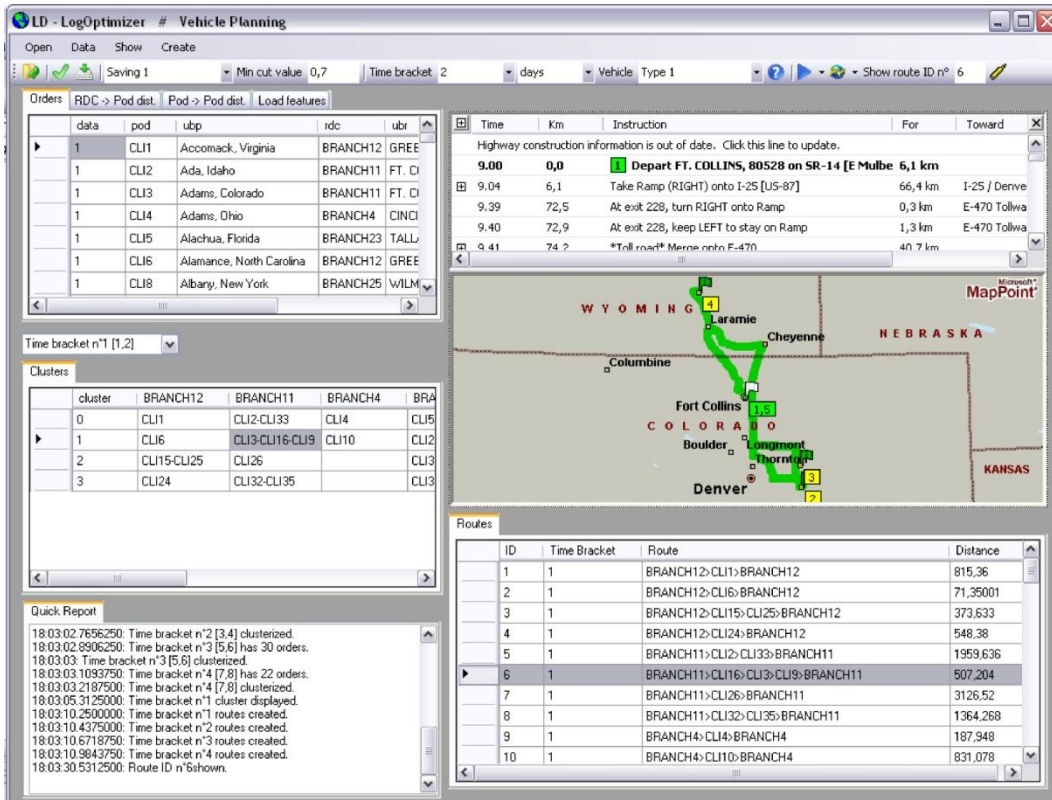 LD - LogOptimizer # Vehicle Planning
Open Data Show Create
Saving 1 Min cut value 0,7 Time bracket 2 days Vehicle Type 1 Show route ID n° 6
Orders RDC -> Pod dist. Pod -> Pod dist. Load features
data pod ubp rdc ubr
1 CLI1 Accomack, Virginia BRANCH12 GREE
1 CLI2 Ada, Idaho BRANCH11 FT. C
1 CLI3 Adams, Colorado BRANCH11 FT. C
1 CLI4 Adams, Ohio BRANCH4 CINCI
1 CLI5 Alachua, Florida BRANCH23 TALL
1 CLI6 Alamance, North Carolina BRANCH12 GREE
1 CLI8 Albany, New York BRANCH25 WILM
Time Km Instruction For Toward
Highway construction information is out of date. Click this line to update.
9.00 0,0 1 Depart FT. COLLINS, 80528 on SR-14 [E Mulbe 6,1 km
9.04 6,1 Take Ramp (RIGHT) onto I-25 [US-87] 66,4 km I-25 / Denve
9.39 72,5 At exit 228, turn RIGHT onto Ramp 0,3 km E-470 Tollwa
9.40 72,9 At exit 228, keep LEFT to stay on Ramp 1,3 km E-470 Tollwa
9.41 74,2 *Toll road* Merge onto E-470 40,7 km
Microsoft
MapPoint
WYOMING
4
Laramie
Cheyenne
NEBRASKA
Columbine
Fort Collins
1,5
COLORADO
Boulder
Longmont
Thornton
KANSAS
Denver
3
2
Time bracket n°1 [1,2]
Clusters
cluster BRANCH12 BRANCH11 BRANCH4 BRA
0 CLI1 CLI2-CLI33 CLI4 CLI5
1 CLI6 CLI3-CLI16-CLI9 CLI10 CLI2
2 CLI15-CLI25 CLI26 CLI3
3 CLI24 CLI32-CLI35 CLI3
Routes
ID Time Bracket Route Distance
1 1 BRANCH12>CLI1>BRANCH12 815,36
2 1 BRANCH12>CLI6>BRANCH12 71,35001
3 1 BRANCH12>CLI15>CLI25>BRANCH12 373,633
4 1 BRANCH12>CLI24>BRANCH12 548,38
5 1 BRANCH11>CLI2>CLI33>BRANCH11 1959,636
6 1 BRANCH11>CLI16>CLI3>CLI9>BRANCH11 507,204
7 1 BRANCH11>CLI26>BRANCH11 3126,52
8 1 BRANCH11>CLI32>CLI35>BRANCH11 1364,268
9 1 BRANCH4>CLI4>BRANCH4 187,948
10 1 BRANCH4>CLI10>BRANCH4 831,078
Quick Report
18:03:02.7656250: Time bracket n°2 [3,4] clusterized.
18:03:02.8906250: Time bracket n°3 [5,6] has 30 orders.
18:03:03: Time bracket n°3 [5,6] clusterized.
18:03:03.1093750: Time bracket n°4 [7,8] has 22 orders.
18:03:03.2187500: Time bracket n°4 [7,8] clusterized.
18:03:05.3125000: Time bracket n°1 cluster displayed.
18:03:10.2500000: Time bracket n°1 routes created.
18:03:10.4375000: Time bracket n°2 routes created.
18:03:10.6718750: Time bracket n°3 routes created.
18:03:10.9843750: Time bracket n°4 routes created.
18:03:30.5312500: Route ID n°6shown.